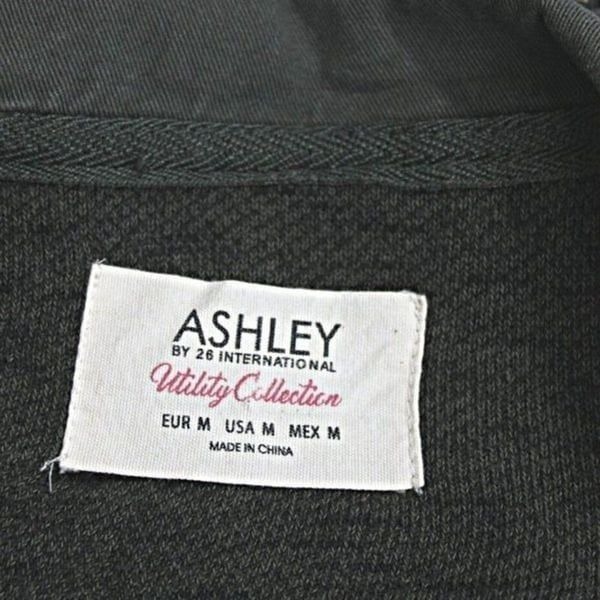 ASHLEY
BY 26 INTERNATIONAL
Utility Collection
EUR M USA M MEX M
MADE IN CHINA